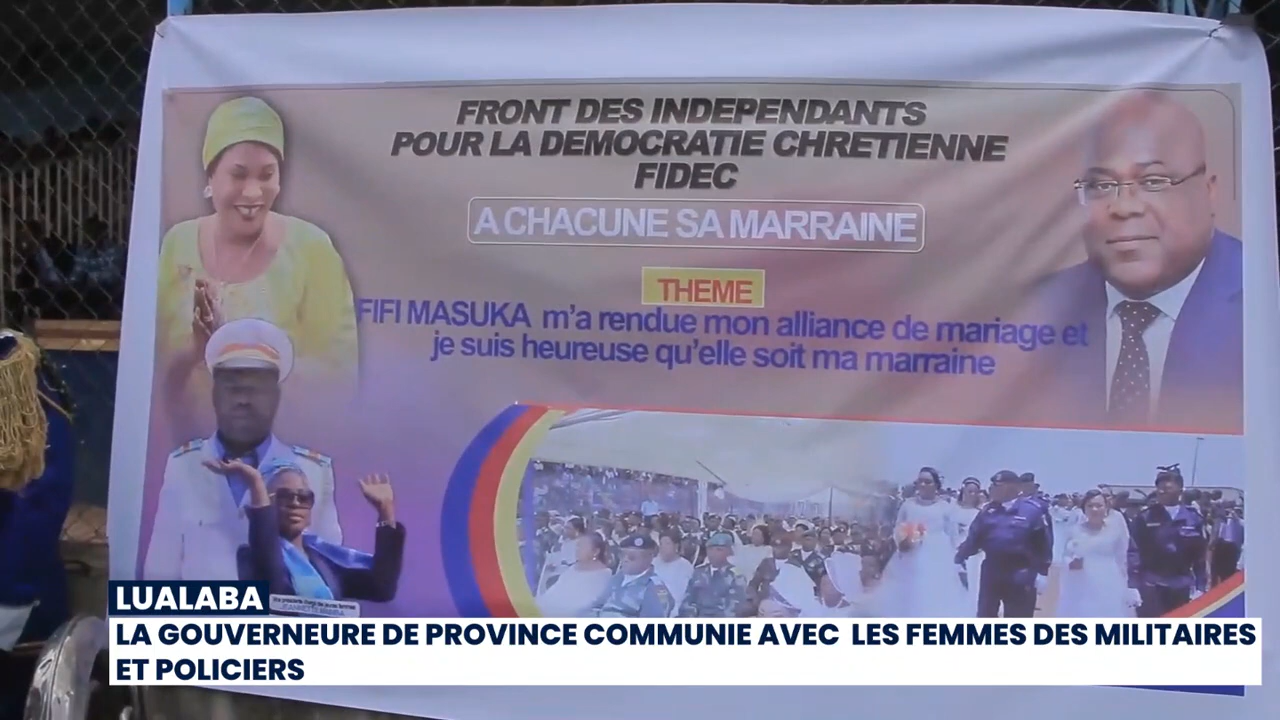 FRONT DES INDEPENDANTS
POUR LA DEMOCRATIE CHRETIENNE
FIDEC
A CHACUNE SA MARRAINE
THEME
FIFI MASUKA m'a rendue mon alliance de mariage et
je suis heureuse qu'elle soit ma marraine
LUALABA
LA GOUVERNEURE DE PROVINCE COMMUNIE AVEC LES FEMMES DES MILITAIRES
ET POLICIERS